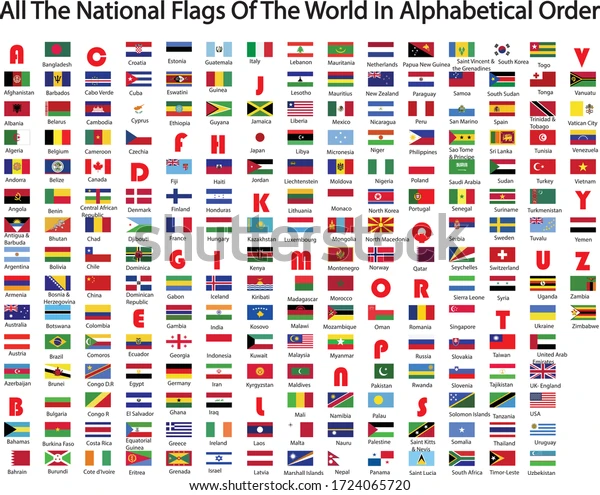 All The National Flags Of The World In Alphabetical Order
A
Afghanistan
Albania
Algeria
Andorra
Angola
Antigua &
Barbuda
Argentina
Armenia
Australia
Austria
Azerbaijan
B
Bahamas
Bahrain
Bangladesh
Barbados
Belarus
Belgium
Belize
Benin
Bhutan
Bolivia
Bosnia &
Herzegovina
Botswana
Brazil
Brunei
Bulgaria
Burkina Faso
Burundi
C
Cabo Verde
Cambodia
Cameroon
Canada
Central African
Republic
Chad
Chile
China
Colombia
Comoros
Congo D.R
Congo R
Costa Rica
Cote d'Ivoire
Croatia
Cuba
Cyprus
Czechia
D
Denmark
Djibouti
Dominica
Dominican
Republic
E
Ecuador
Egypt
El Salvador
Equatorial
Guinea
Eritrea
Estonia
Eswatini
Ethiopia
F
Fiji
Finland
France
G
Gabon
Gambia
Georgia
Germany
Ghana
Greece
Grenada
Guatemala
Guinea
Guyana
H
Haiti
Honduras
Hungary
I
Iceland
India
Indonesia
Iran
Iraq
Ireland
Israel
Italy
J
Jamaica
Japan
Jordan
K
Kazakhstan
Kenya
Kiribati
Kosovo
Kuwait
Kyrgyzstan
L
Laos
Latvia
Lebanon
Lesotho
Liberia
Libya
Liechtenstein
Lithuania
Luxembourg
M
Madagascar
Malawi
Malaysia
Maldives
Mali
Malta
Marshall Islands
Mauritania
Mauritius
Mexico
Micronesia
Moldova
Monaco
Mongolia
Montenegro
Morocco
Mozambique
Myanmar
N
Namibia
Nauru
Nepal
Netherlands
New Zealand
Nicaragua
Niger
Nigeria
North Korea
North Macedonia
Norway
O
Oman
P
Pakistan
Palau
Palestine
Panama
Papua New Guinea
Paraguay
Peru
Philippines
Poland
Portugal
Q
Qatar
R
Romania
Russia
Rwanda
S
Saint Kitts
& Nevis
Saint Lucia
Saint Vincent &
the Grenadines
Samoa
San Marino
Sao Tome
& Principe
Saudi Arabia
Senegal
Serbia
Seychelles
Sierra Leone
Singapore
Slovakia
Slovenia
Solomon Islands
Somalia
South Africa
South Korea
South Sudan
Spain
Sri Lanka
Sudan
Suriname
Sweden
Switzerland
Syria
T
Taiwan
Tajikistan
Tanzania
Thailand
Timor-Leste
Togo
Tonga
Trinidad &
Tobago
Tunisia
Turkey
Turkmenistan
Tuvalu
U
Uganda
Ukraine
United Arab
Emirates
UK- England
USA
Uruguay
Uzbekistan
V
Vanuatu
Vatican City
Venezuela
Vietnam
Y
Yemen
Z
Zambia
Zimbabwe
shutterstock
shutterstock.com · 1724065720